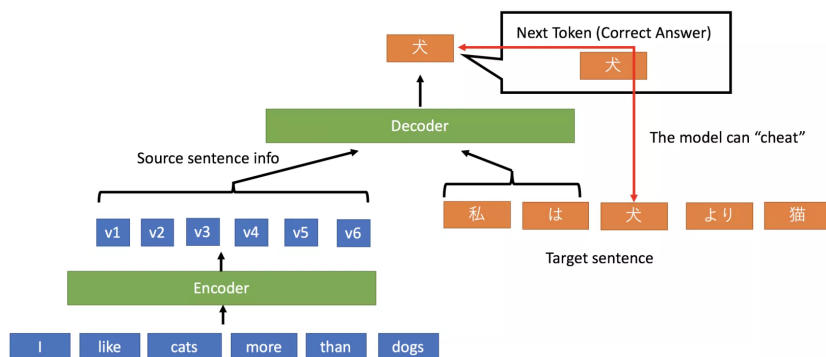 犬
Next Token (Correct Answer)
犬
Decoder
The model can “cheat”
Source sentence info
私 は 犬 より 猫
v1 v2 v3 v4 v5 v6
Target sentence
Encoder
I like cats more than dogs